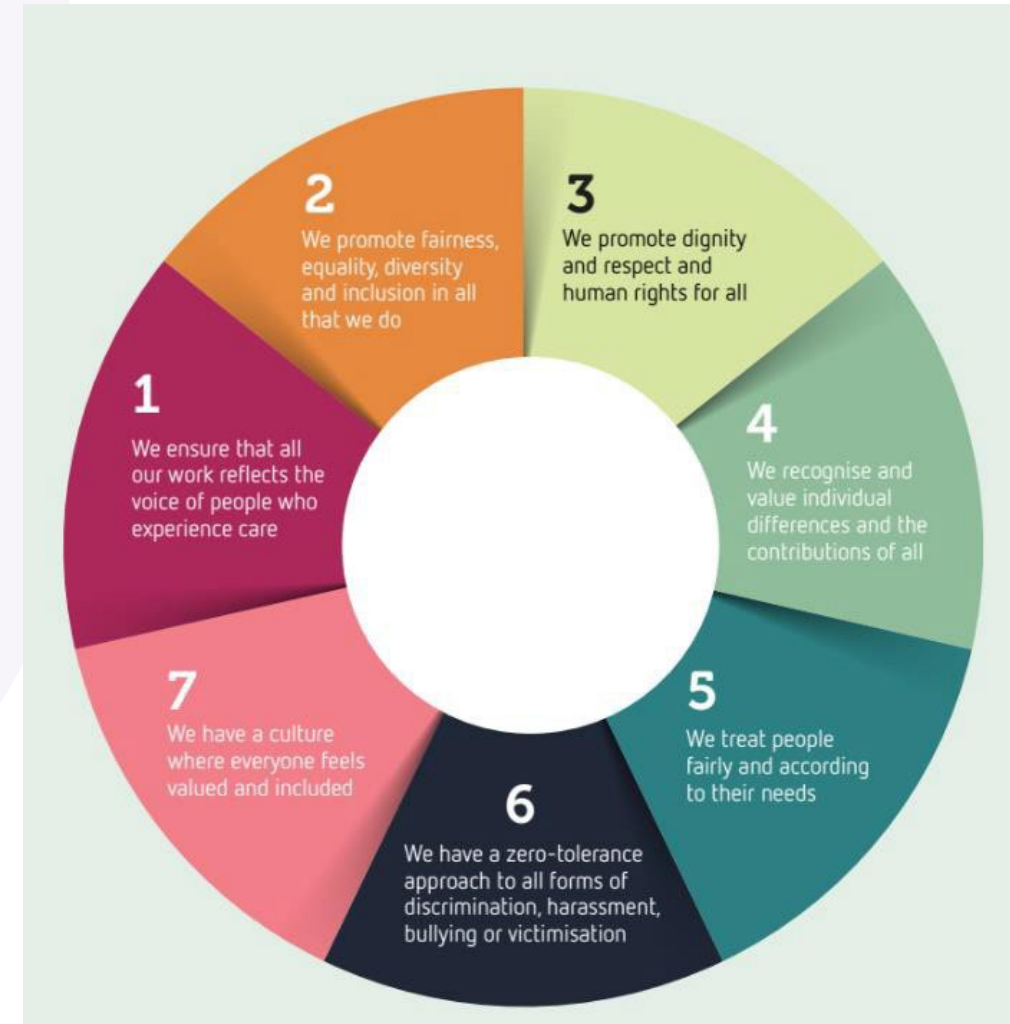 1
We ensure that all
our work reflects the
voice of people who
experience care
2
We promote fairness,
equality, diversity
and inclusion in all
that we do
3
We promote dignity
and respect and
human rights for all
4
We recognise and
value individual
differences and the
contributions of all
5
We treat people
fairly and according
to their needs
6
We have a zero-tolerance
approach to all forms of
discrimination, harassment,
bullying or victimisation
7
We have a culture
where everyone feels
valued and included